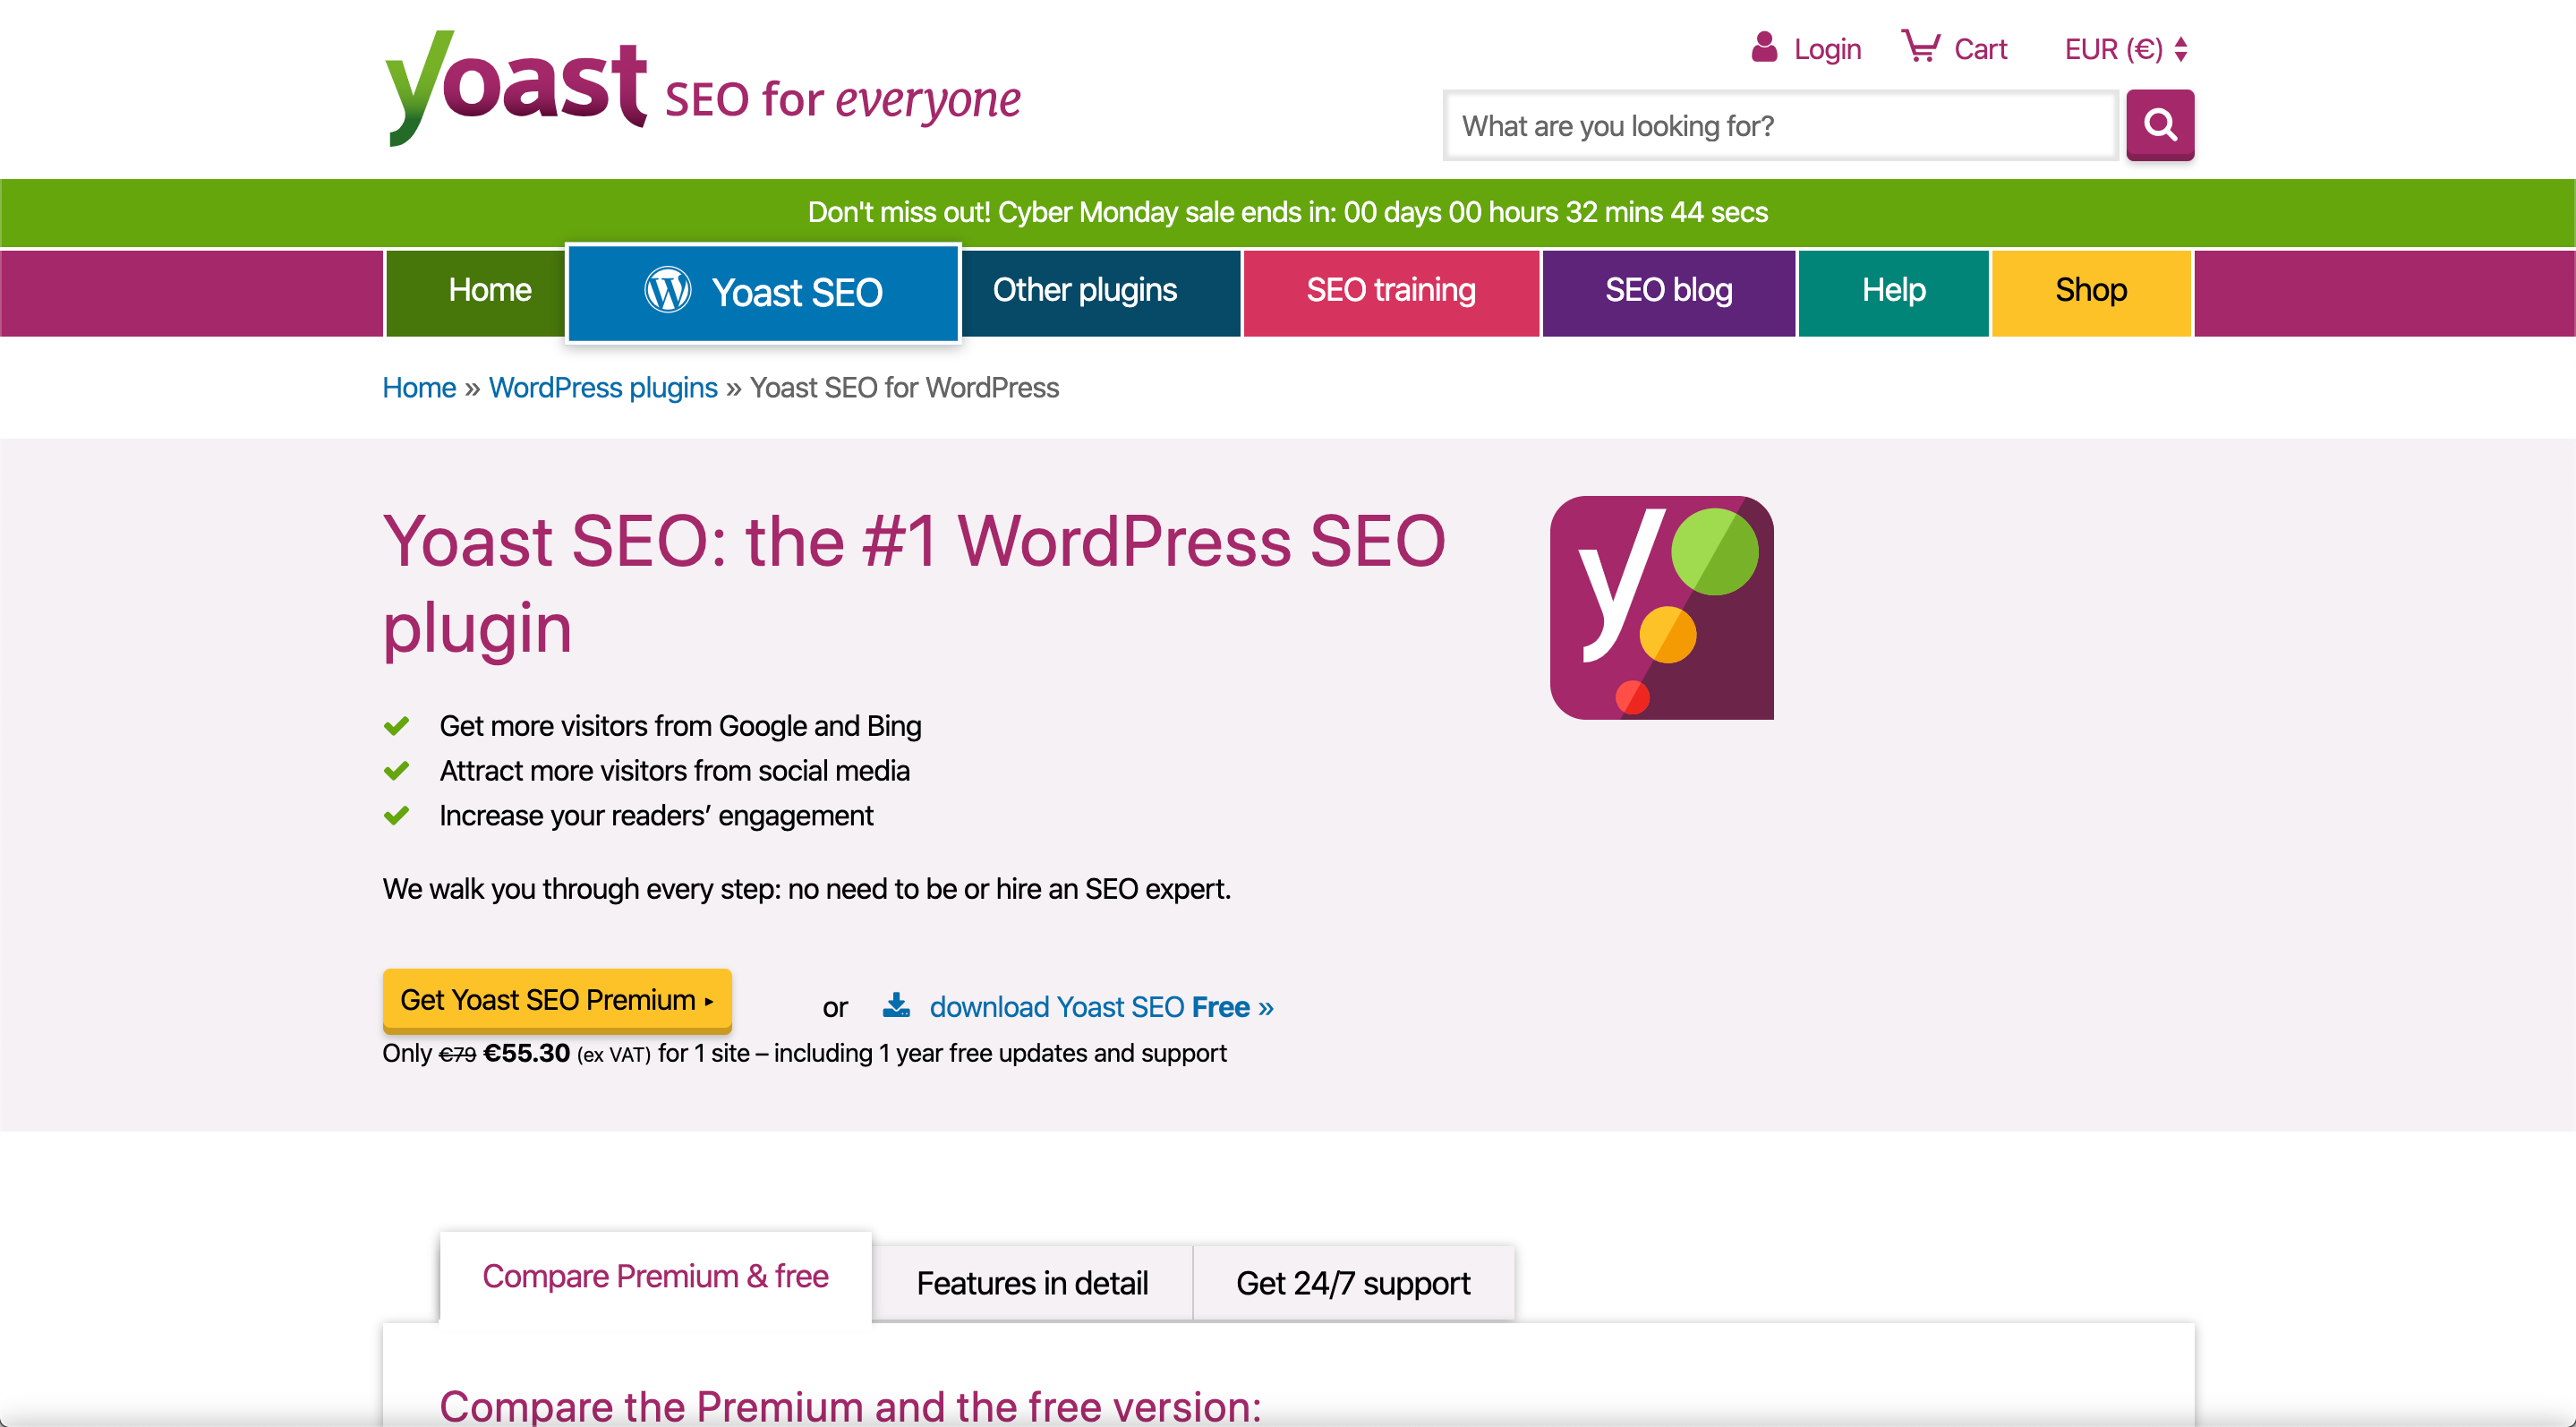 yoast SEO for everyone
Login
Cart
EUR (€)
What are you looking for?
Don't miss out! Cyber Monday sale ends in: 00 days 00 hours 32 mins 44 secs
Home
Yoast SEO
Other plugins
SEO training
SEO blog
Help
Shop
Home » WordPress plugins » Yoast SEO for WordPress
Yoast SEO: the #1 WordPress SEO
plugin
y
Get more visitors from Google and Bing
Attract more visitors from social media
Increase your readers’ engagement
We walk you through every step: no need to be or hire an SEO expert.
Get Yoast SEO Premium ▸
or
download Yoast SEO Free »
Only €79 €55.30 (ex VAT) for 1 site – including 1 year free updates and support
Compare Premium & free
Features in detail
Get 24/7 support
Compare the Premium and the free version: